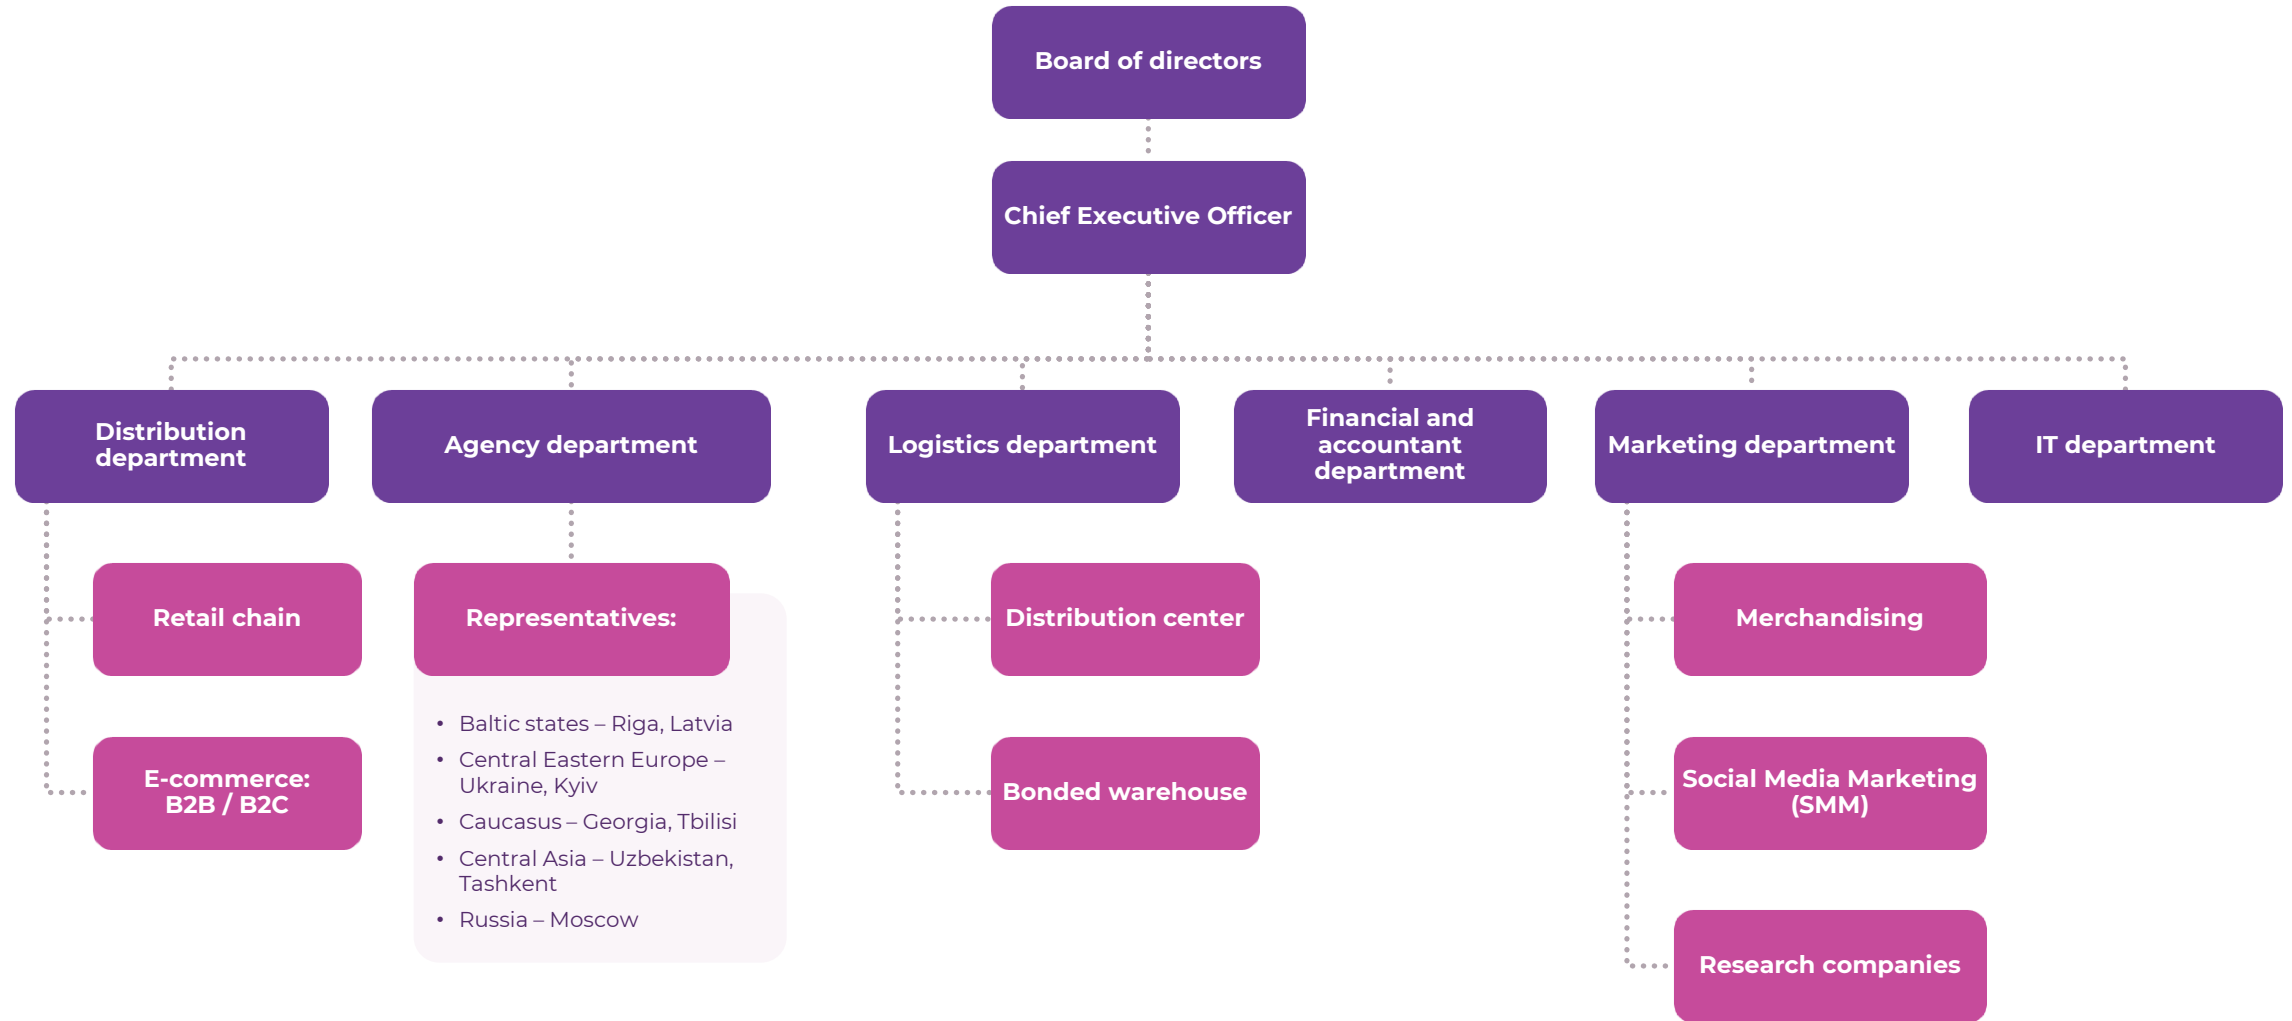 Board of directors
Chief Executive Officer
Distribution
department
Agency department
Logistics department
Financial and
accountant
department
Marketing department
IT department
Retail chain
E-commerce:
B2B / B2C
Representatives:
• Baltic states – Riga, Latvia
• Central Eastern Europe –
Ukraine, Kyiv
• Caucasus – Georgia, Tbilisi
• Central Asia – Uzbekistan,
Tashkent
• Russia – Moscow
Distribution center
Bonded warehouse
Merchandising
Social Media Marketing
(SMM)
Research companies